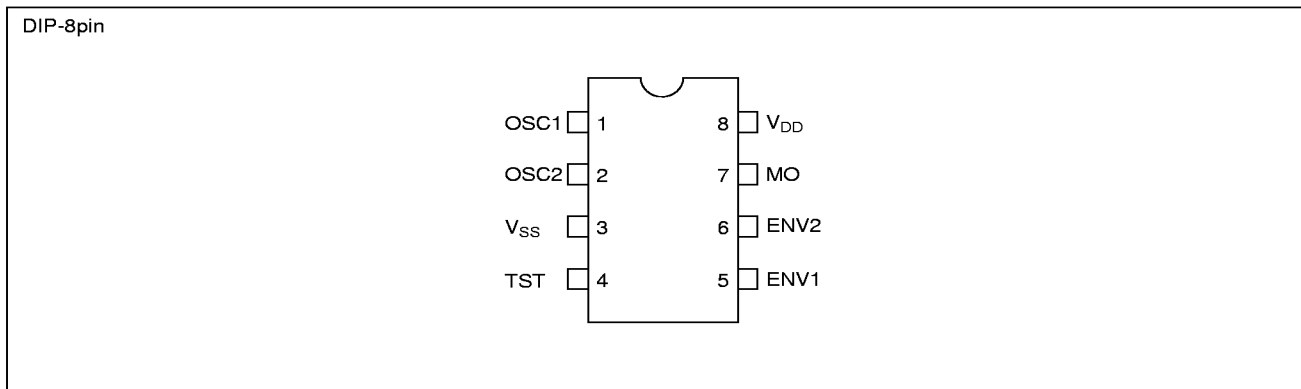 DIP-8pin
OSC1 1 8 VDD
OSC2 2 7 MO
VSS 3 6 ENV2
TST 4 5 ENV1